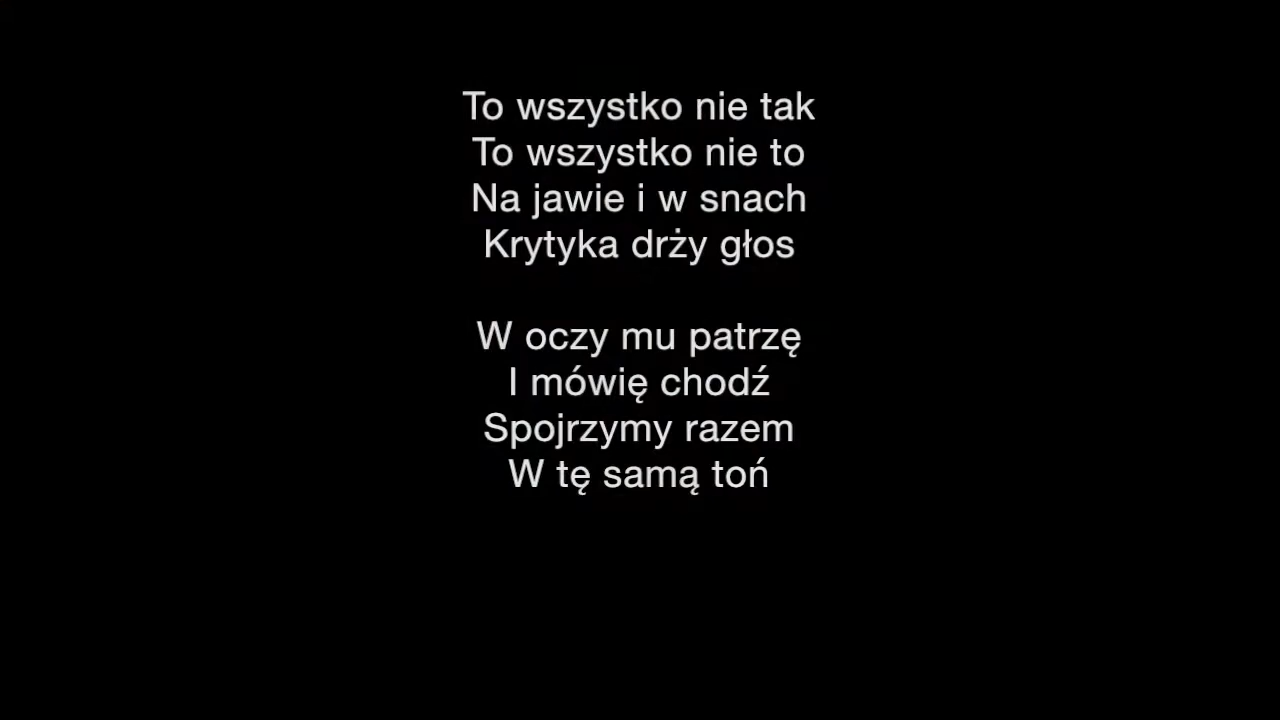 To wszystko nie tak
To wszystko nie to
Na jawie i w snach
Krytyka drży głos
W oczy mu patrzę
I mówię chodź
Spojrzymy razem
W tę samą toń